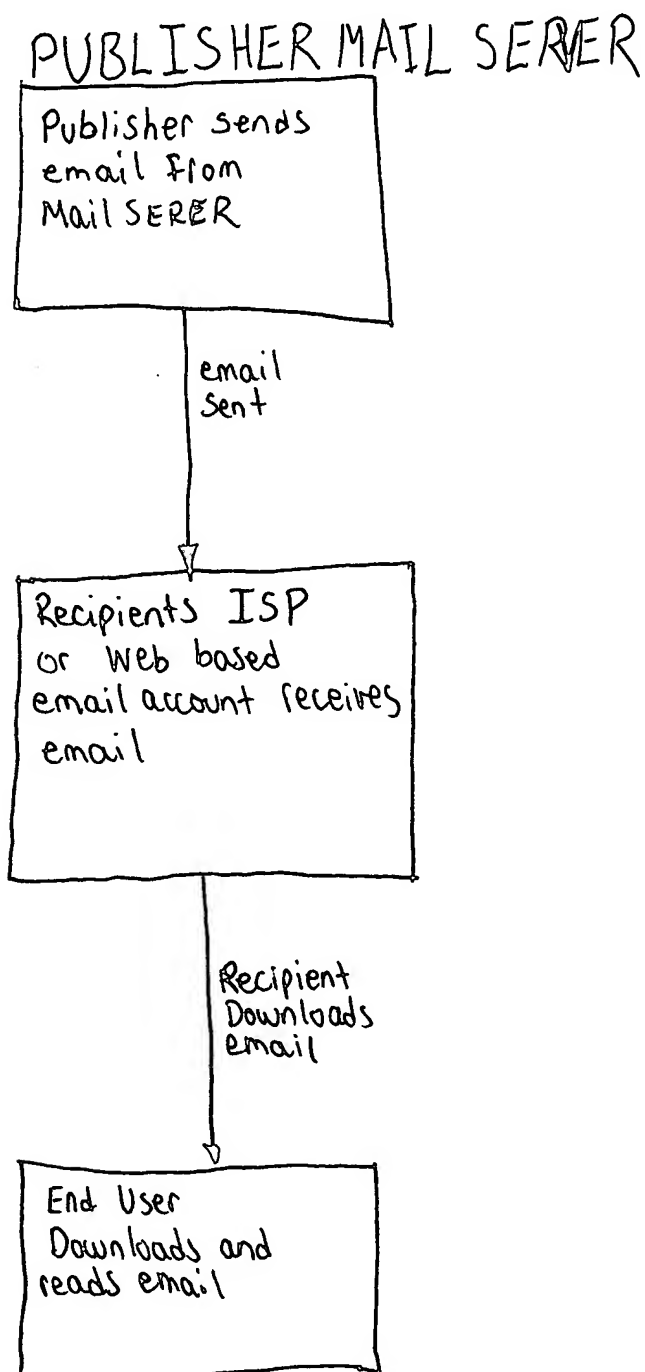 PUBLISHER MAIL SERVER
Publisher sends
email from
Mail SERER
email
sent
Recipients ISP
or Web based
email account receives
email
Recipient
Downloads
email
End User
Downloads and
reads email